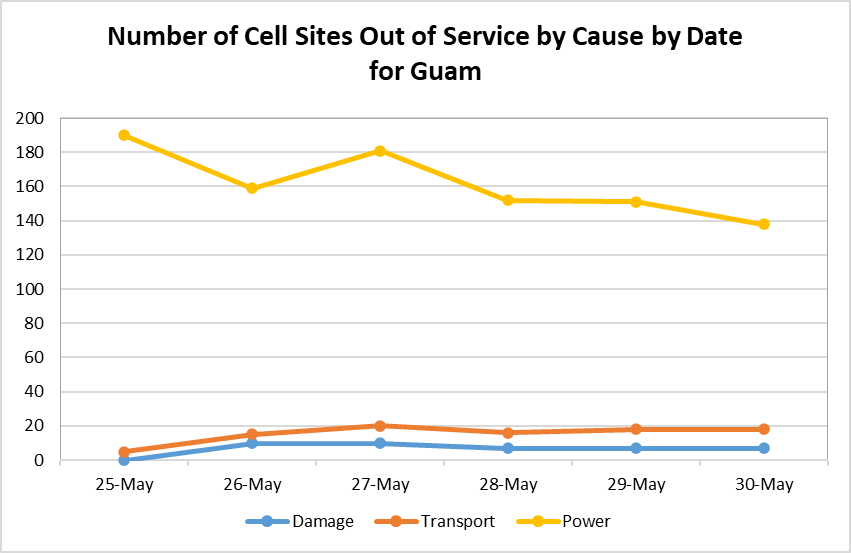 Number of Cell Sites Out of Service by Cause by Date
for Guam
200
180
160
140
120
100
80
60
40
20
0
25-May 26-May 27-May 28-May 29-May 30-May
Damage Transport Power